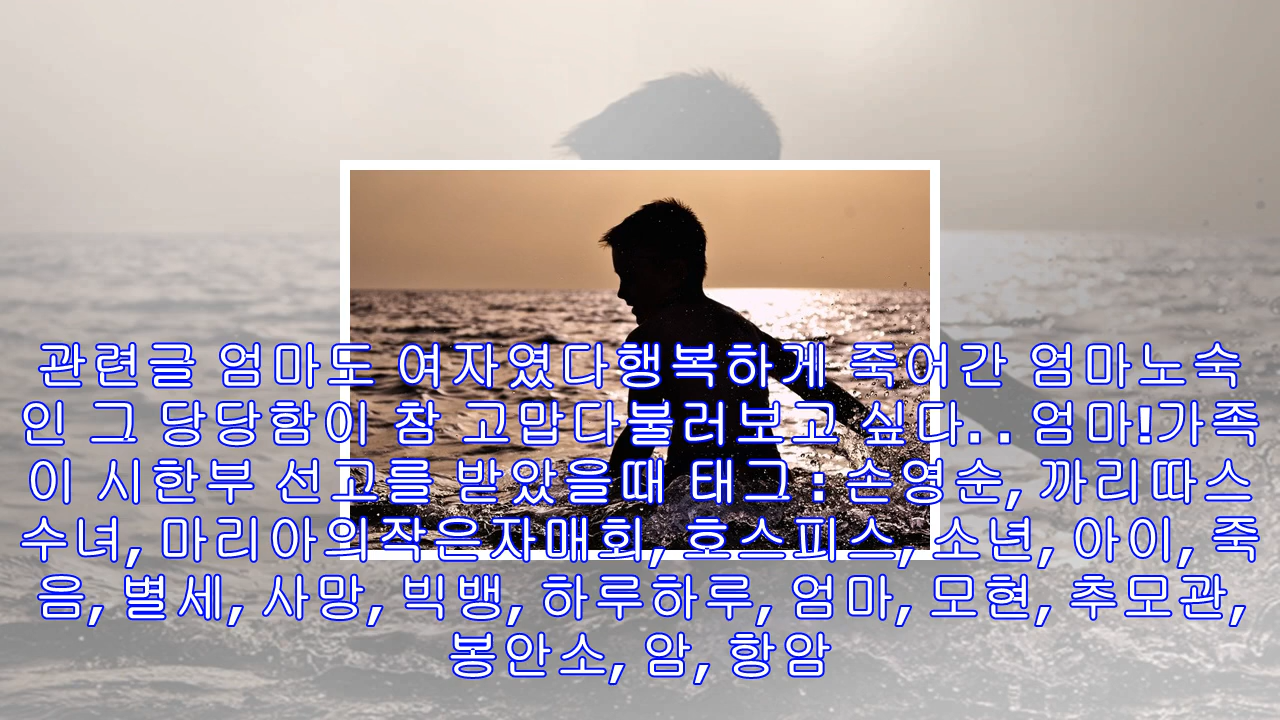 관련글 엄마도 여자였다행복하게 죽어간 엄마노숙
인 그 당당함이 참 고맙다불러보고 싶다. . 엄마!가족
이 시한부 선고를 받았을때 태그 : 손영순, 까리따스
수녀, 마리아의작은자매회, 호스피스, 소년, 아이, 죽
음, 별세, 사망, 빅뱅, 하루하루, 엄마, 모현, 추모관,
봉안소, 암, 항암